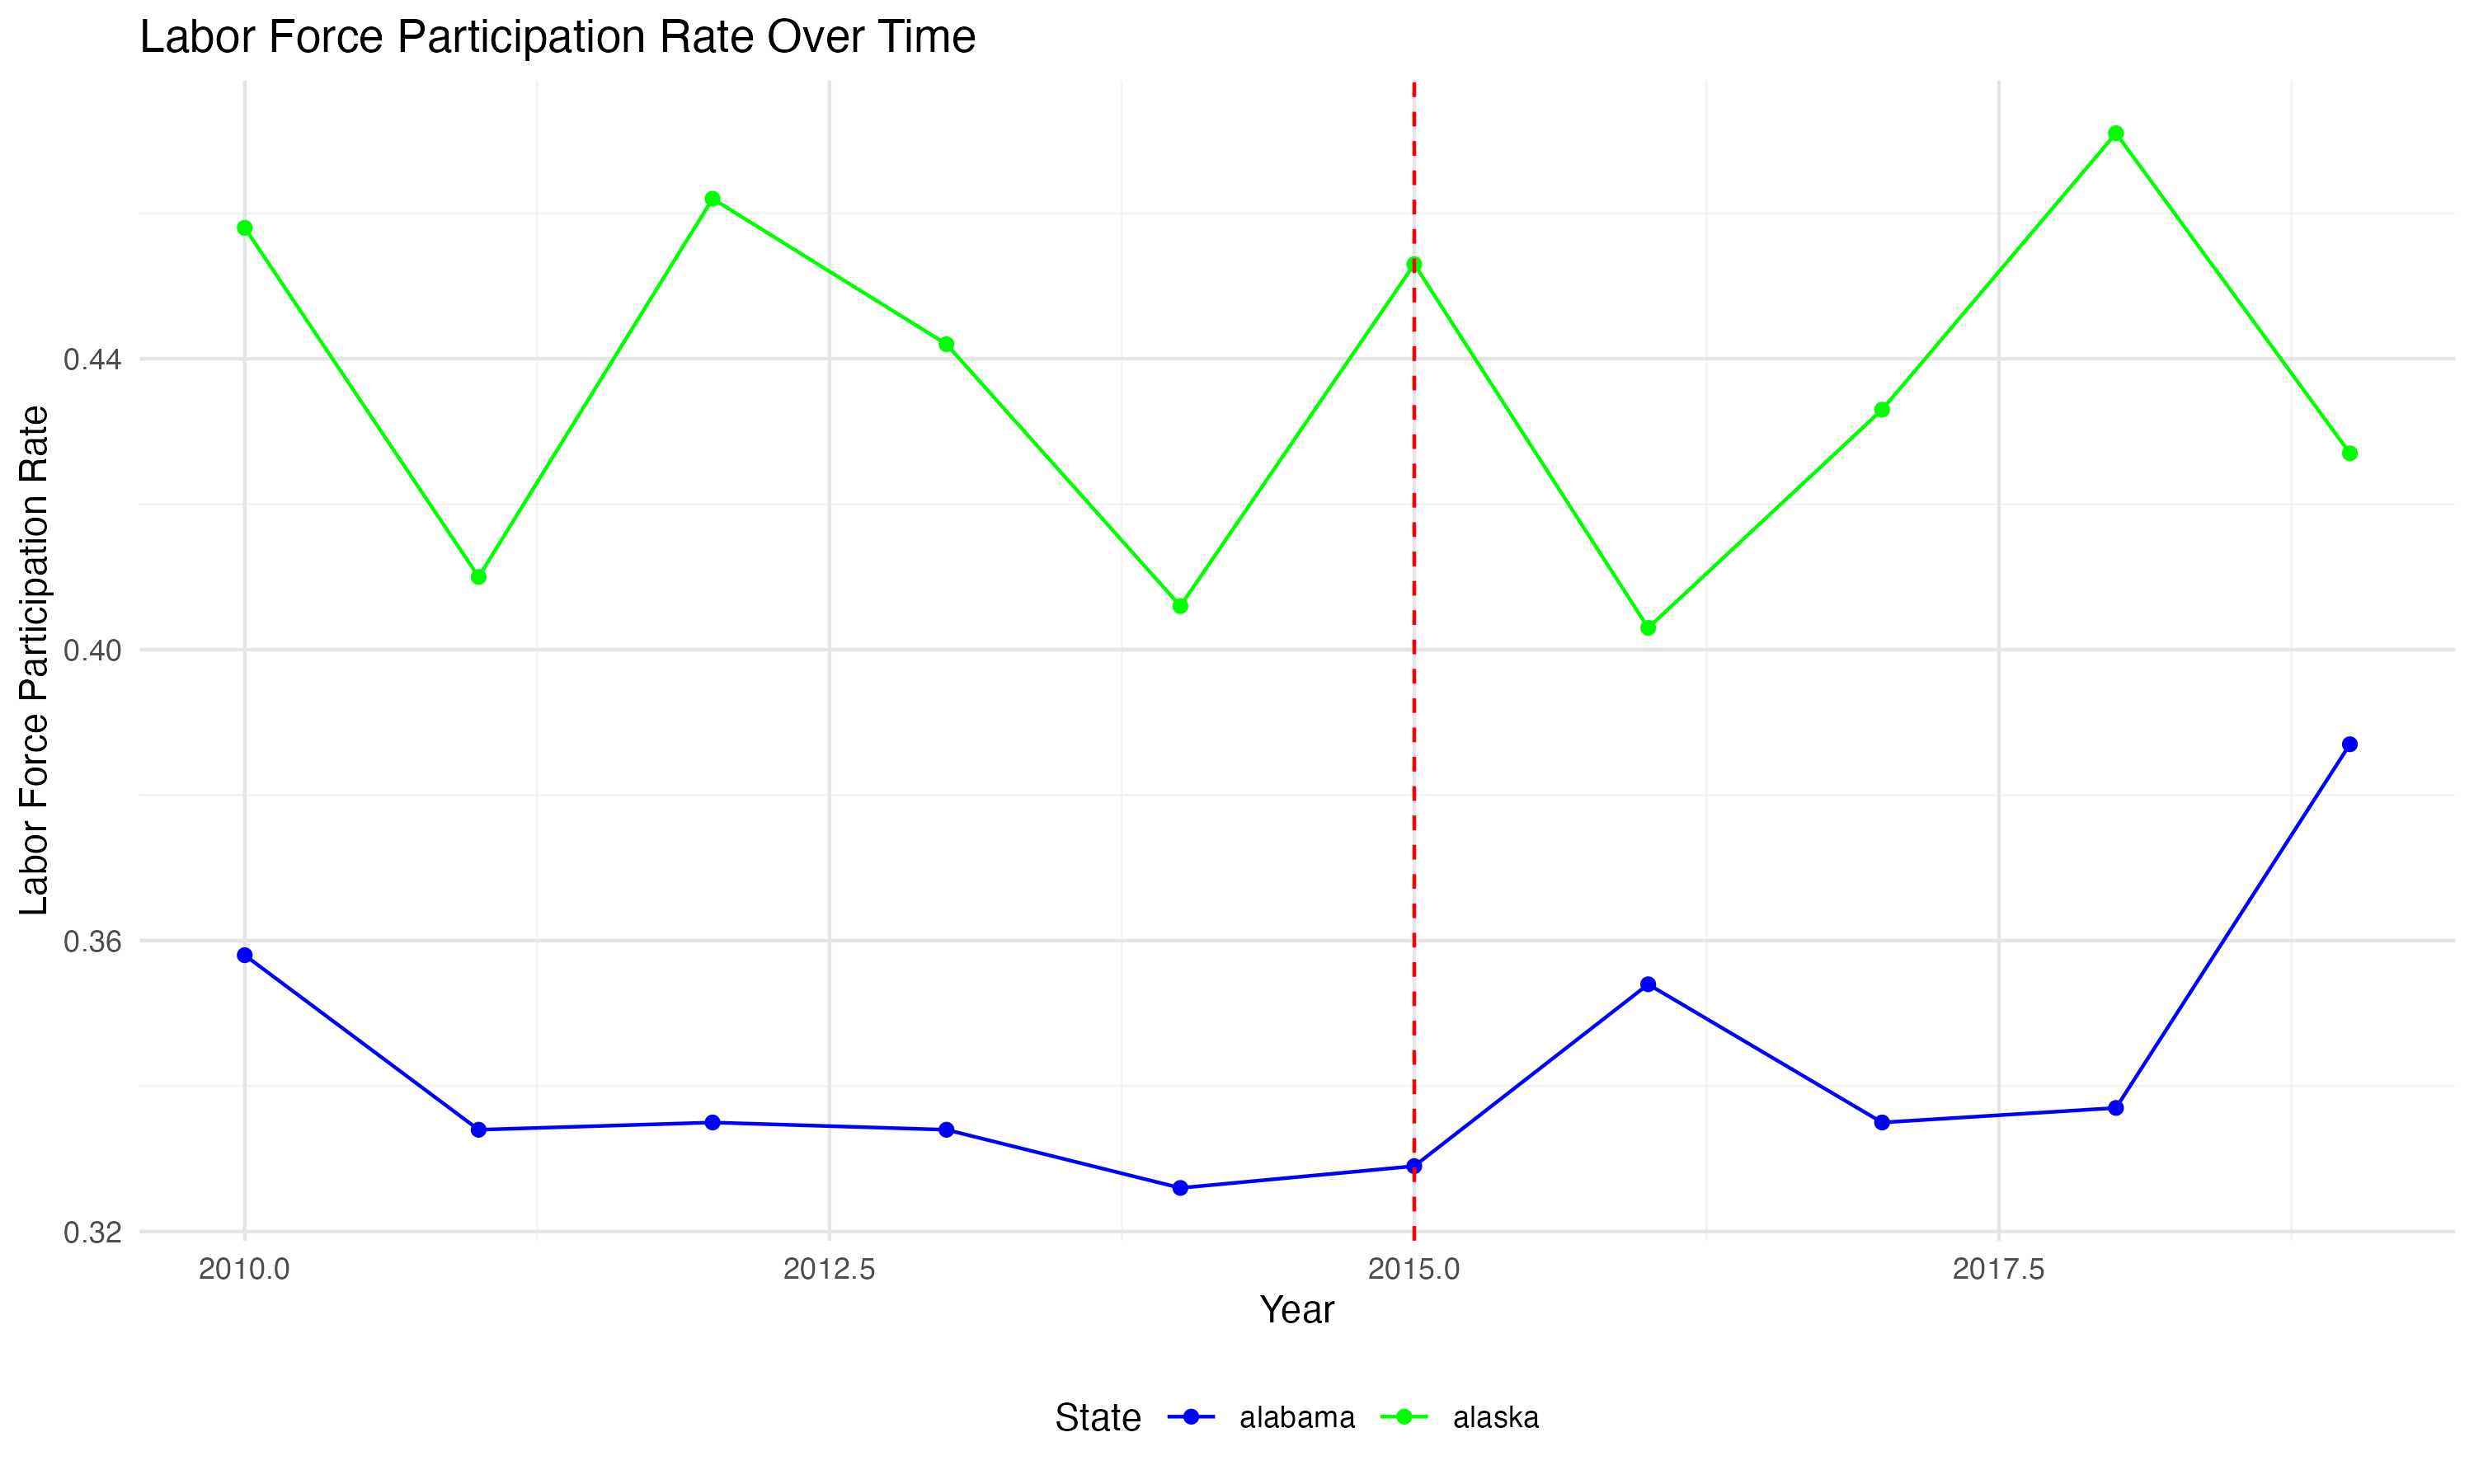 Labor Force Participation Rate Over Time
Labor Force Participation Rate
0.44
0.40
0.36
0.32
2010.0 2012.5 2015.0 2017.5
Year
State alabama alaska